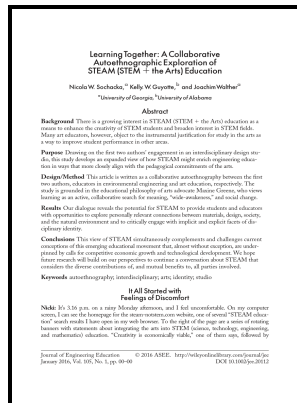 Learning Together: A Collaborative
Autoethnographic Exploration of
STEAM (STEM + the Arts) Education
Nicola W. Sochacka,a Kelly W. Guyotte,b and Joachim Walthera
aUniversity of Georgia; bUniversity of Alabama
Abstract
Background There is a growing interest in STEAM (STEM + the Arts) education as a
means to enhance the creativity of STEM students and broaden interest in STEM fields.
Many art educators, however, object to the instrumental justification for study in the arts as
a way to improve student performance in other areas.
Purpose Drawing on the first two authors' engagement in an interdisciplinary design stu-
dio, this study develops an expanded view of how STEAM might enrich engineering educa-
tion in ways that more closely align with the pedagogical commitments of the arts.
Design/Method This article is written as a collaborative autoethnography between the first
two authors, educators in environmental engineering and art education, respectively. The
study is grounded in the educational philosophy of arts advocate Maxine Greene, who views
learning as an active, collaborative search for meaning, "wide-awakeness," and social change.
Results Our dialogue reveals the potential for STEAM to provide students and educators
with opportunities to explore personally relevant connections between materials, design, society,
and the natural environment and to critically engage with implicit and explicit facets of dis-
ciplinary identity.
Conclusions This view of STEAM simultaneously complements and challenges current
conceptions of this emerging educational movement that, almost without exception, are under-
pinned by calls for competitive economic growth and technological development. We hope
future research will build on our perspectives to continue a conversation about STEAM that
considers the diverse contributions of, and mutual benefits to, all parties involved.
Keywords autoethnography; interdisciplinary; arts; identity; studio
It All Started with
Feelings of Discomfort
Nicki: It's 3.16 p.m. on a rainy Monday afternoon, and I feel uncomfortable. On my computer
screen, I can see the homepage for the steam-notstem.com website, one of several "STEAM educa-
tion" search results I have open in my web browser. To the right of the page are a series of rotating
banners with statements about integrating the arts into STEM (science, technology, engineering,
and mathematics) education. "Creativity is economically viable," one of them says, followed by
Journal of Engineering Education © 2016 ASEE. http://wileyonlinelibrary.com/journal/jee
January 2016, Vol. 105, No. 1, pp. 00–00 DOI 10.1002/jee.20112